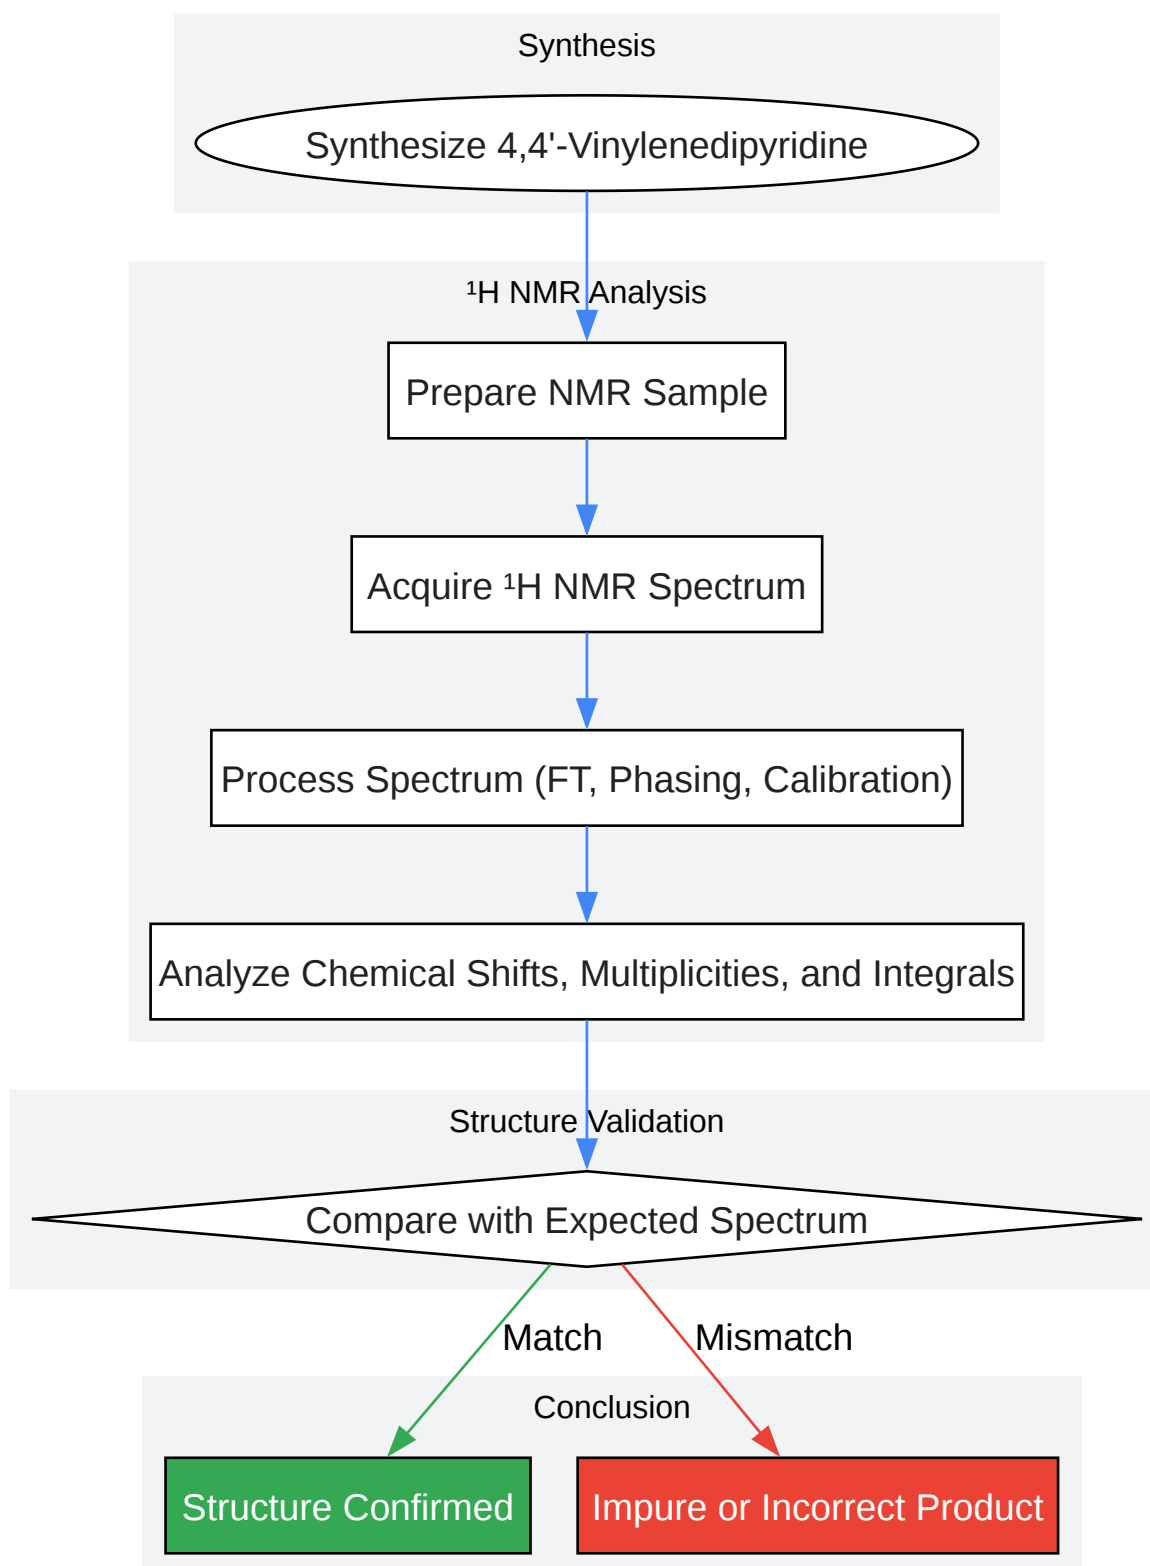 Synthesis
Synthesize 4,4'-Vinylenedipyridine
¹H NMR Analysis
Prepare NMR Sample
Acquire ¹H NMR Spectrum
Process Spectrum (FT, Phasing, Calibration)
Analyze Chemical Shifts, Multiplicities, and Integrals
Structure Validation
Compare with Expected Spectrum
Match
Mismatch
Conclusion
Structure Confirmed
Impure or Incorrect Product